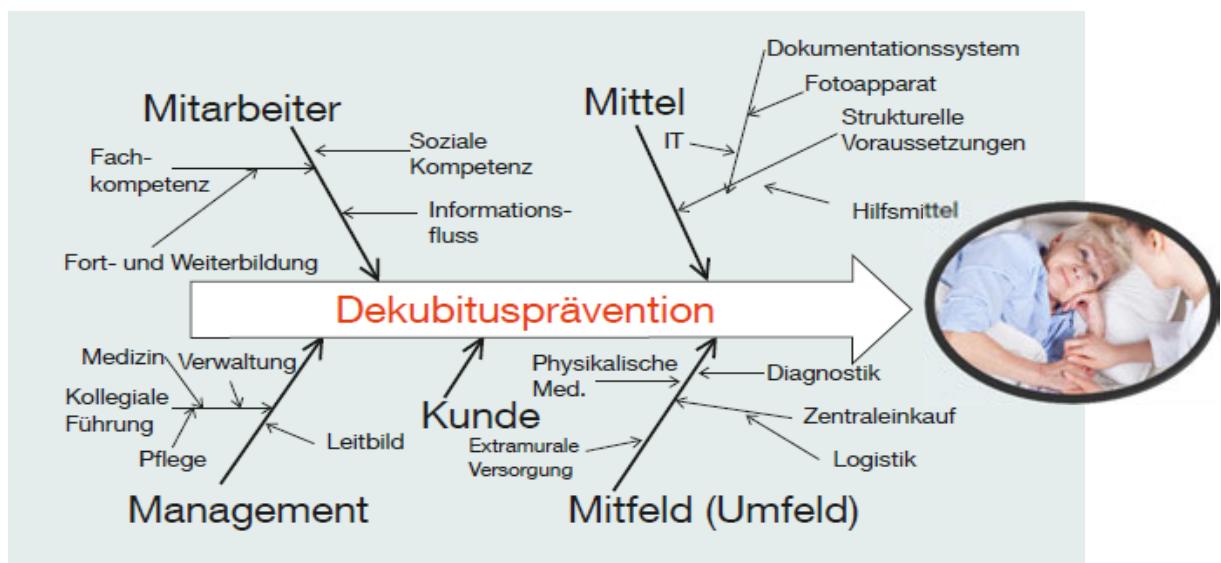 Dokumentationssystem
Mitarbeiter
Mittel
Fotoapparat
Strukturelle
Voraussetzungen
IT
Soziale
Kompetenz
Fach-
kompetenz
Hilfsmittel
Informations-
fluss
Fort- und Weiterbildung
Dekubitusprävention
Medizin
Verwaltung
Kollegiale
Führung
Pflege
Leitbild
Management
Kunde
Physikalische
Med.
Diagnostik
Zentraleinkauf
Extramurale
Versorgung
Logistik
Mitfeld (Umfeld)